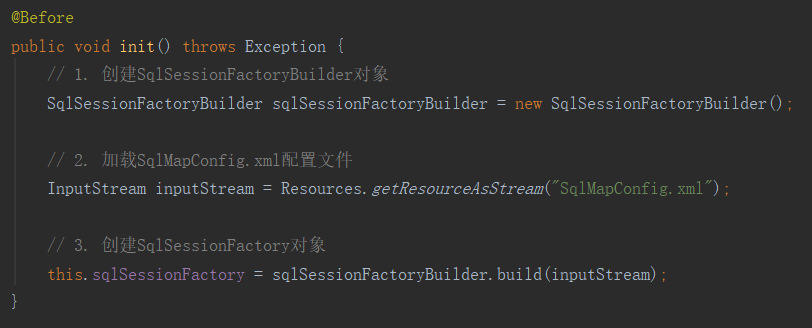 @Before
public void init() throws Exception {
// 1. 创建SqlSessionFactoryBuilder对象
SqlSessionFactoryBuilder sqlSessionFactoryBuilder = new SqlSessionFactoryBuilder();
// 2. 加载SqlMapConfig.xml配置文件
InputStream inputStream = Resources.getResourceAsStream("SqlMapConfig.xml");
// 3. 创建SqlSessionFactory对象
this.sqlSessionFactory = sqlSessionFactoryBuilder.build(inputStream);
}